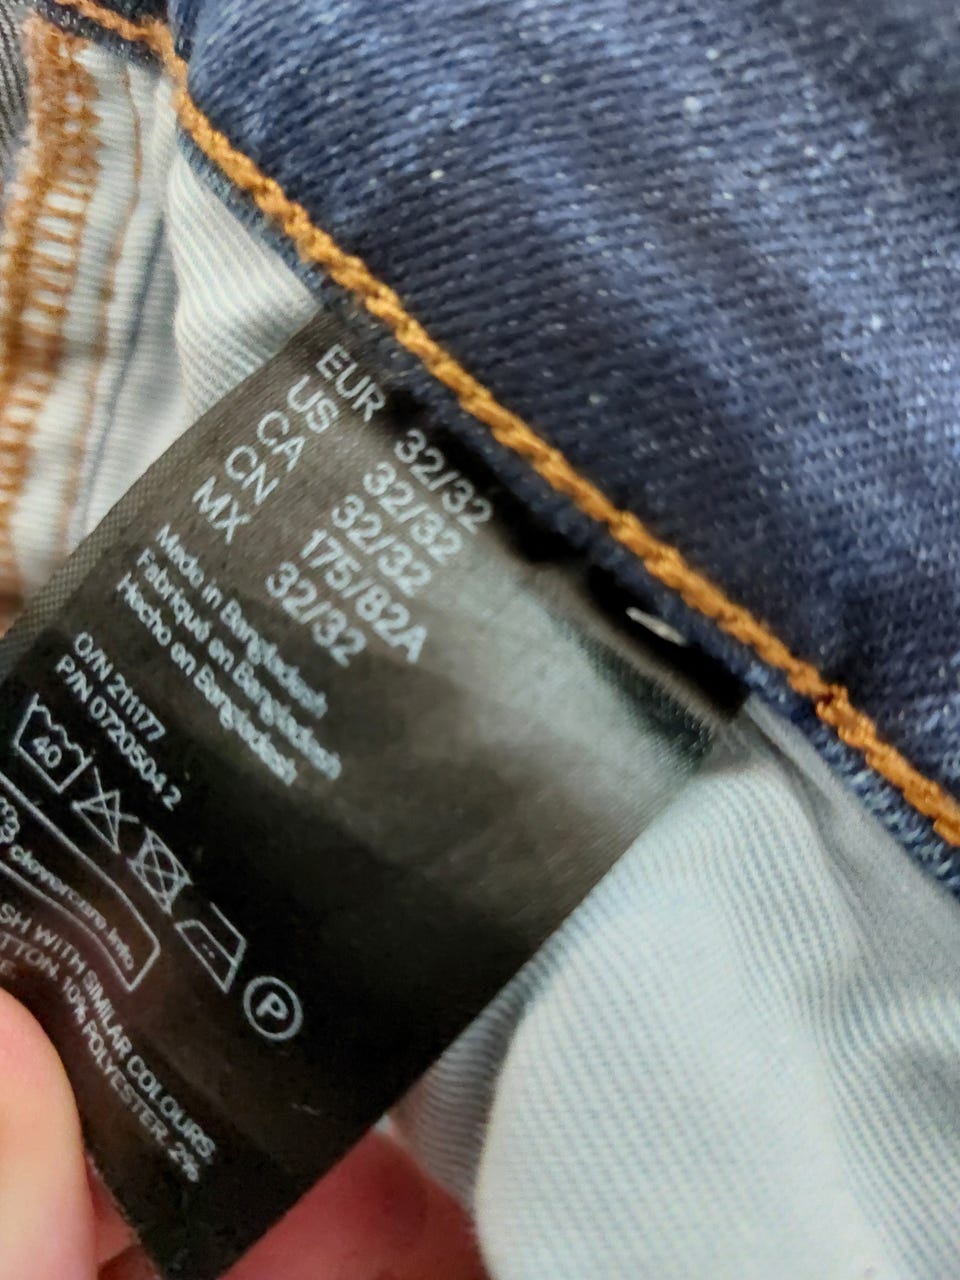 EUR 32/32
US 32/32
CA 32/32
CN 175/82A
MX 32/32
Made in Bangladesh
Fabriqué en Bangladesh
Hecho en Bangladesh
O/N 211177
P/N 0720504 2
40
clevercare.info
P
SH WITH SIMILAR COLOURS.
TTON, 10% POLYESTER, 2%
E